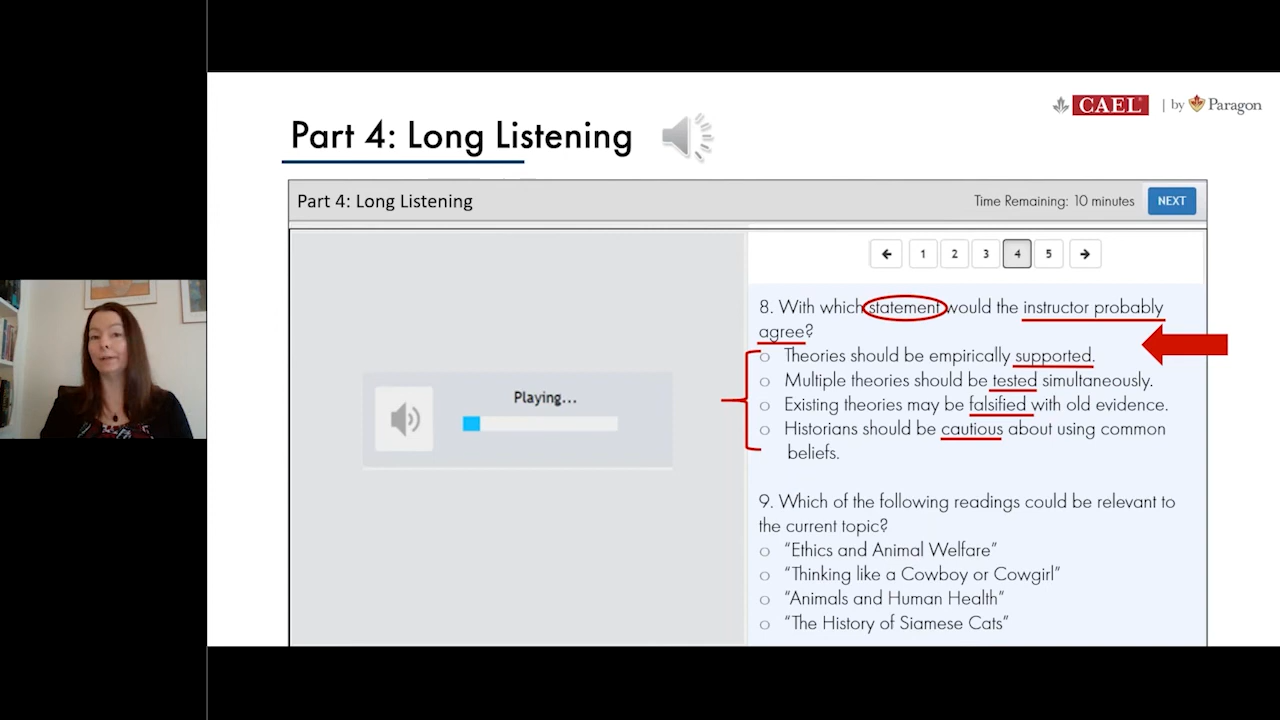 CAEL | by Paragon
Part 4: Long Listening
Part 4: Long Listening
Time Remaining: 10 minutes
NEXT
1 2 3 4 5
8. With which statement would the instructor probably
agree?
Theories should be empirically supported.
Multiple theories should be tested simultaneously.
Existing theories may be falsified with old evidence.
Historians should be cautious about using common
beliefs.
Playing...
9. Which of the following readings could be relevant to
the current topic?
"Ethics and Animal Welfare"
"Thinking like a Cowboy or Cowgirl"
"Animals and Human Health"
"The History of Siamese Cats"